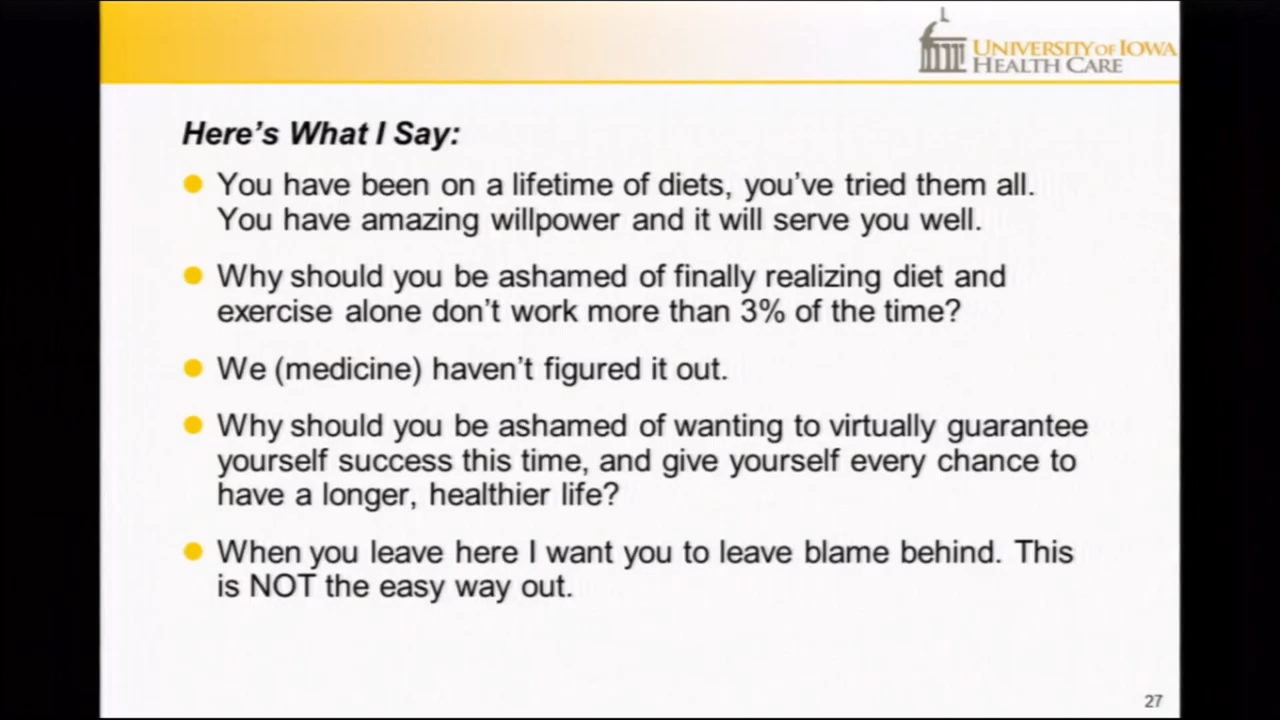 UNIVERSITY OF IOWA
HEALTH CARE
Here's What I Say:
You have been on a lifetime of diets, you've tried them all.
You have amazing willpower and it will serve you well.
Why should you be ashamed of finally realizing diet and
exercise alone don't work more than 3% of the time?
We (medicine) haven't figured it out.
Why should you be ashamed of wanting to virtually guarantee
yourself success this time, and give yourself every chance to
have a longer, healthier life?
When you leave here I want you to leave blame behind. This
is NOT the easy way out.
27